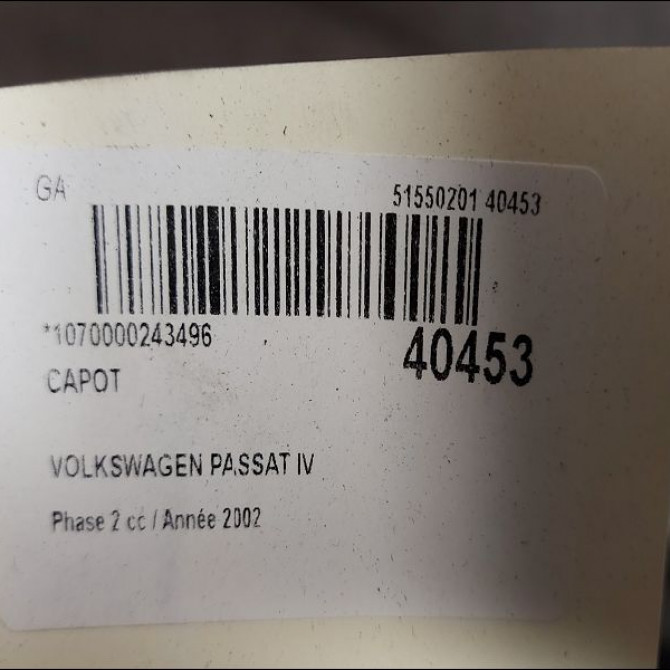 GA 51550201 40453
*1070000243496 40453
CAPOT
VOLKSWAGEN PASSAT IV
Phase 2 cc / Année 2002